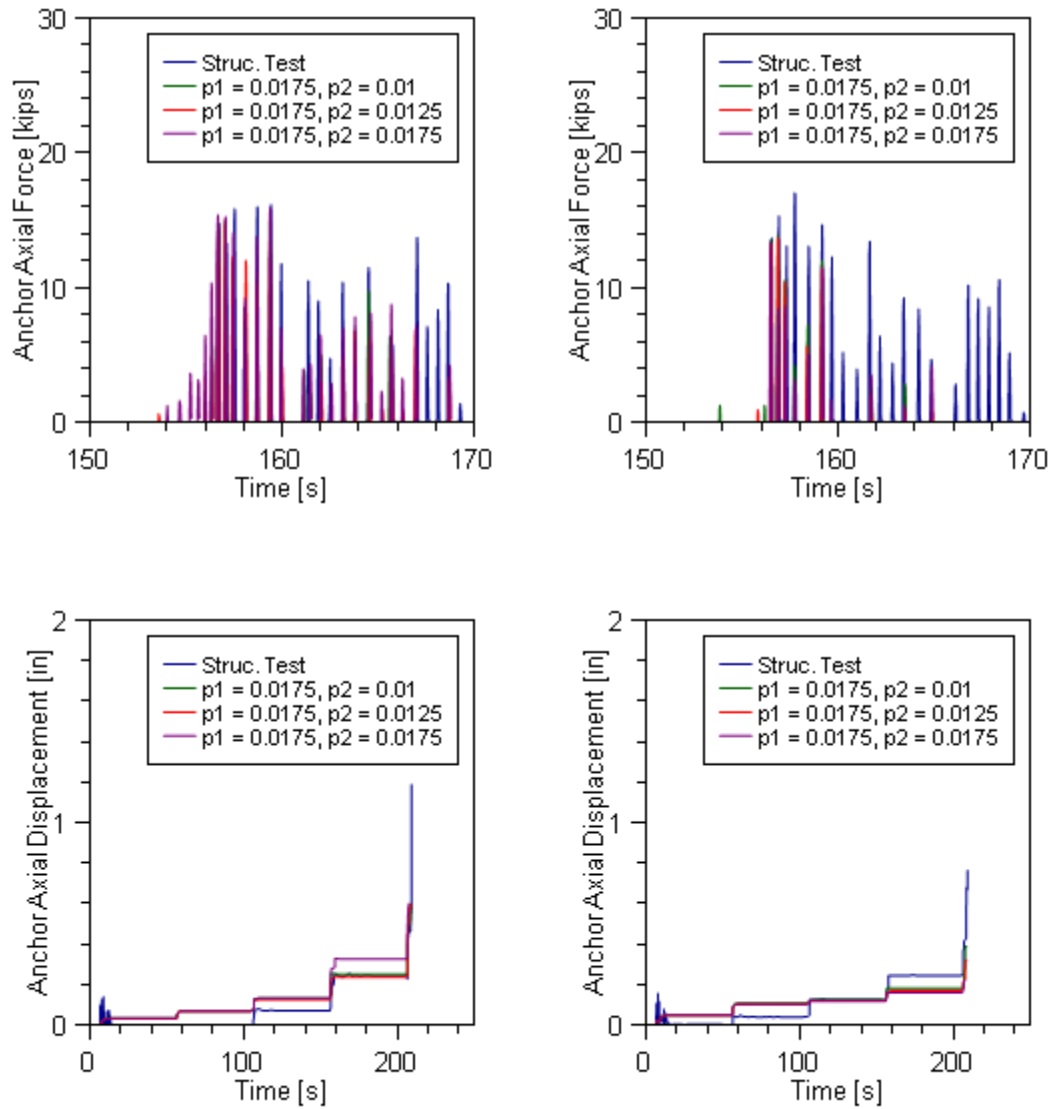 Anchor Axial Force [kips]
30
20
10
0
Struc. Test
p1 = 0.0175, p2 = 0.01
p1 = 0.0175, p2 = 0.0125
p1 = 0.0175, p2 = 0.0175
150 160 170
Time [s]
Anchor Axial Force [kips]
30
20
10
0
Struc. Test
p1 = 0.0175, p2 = 0.01
p1 = 0.0175, p2 = 0.0125
p1 = 0.0175, p2 = 0.0175
150 160 170
Time [s]
Anchor Axial Displacement [in]
2
1
0
Struc. Test
p1 = 0.0175, p2 = 0.01
p1 = 0.0175, p2 = 0.0125
p1 = 0.0175, p2 = 0.0175
0 100 200
Time [s]
Anchor Axial Displacement [in]
2
1
0
Struc. Test
p1 = 0.0175, p2 = 0.01
p1 = 0.0175, p2 = 0.0125
p1 = 0.0175, p2 = 0.0175
0 100 200
Time [s]